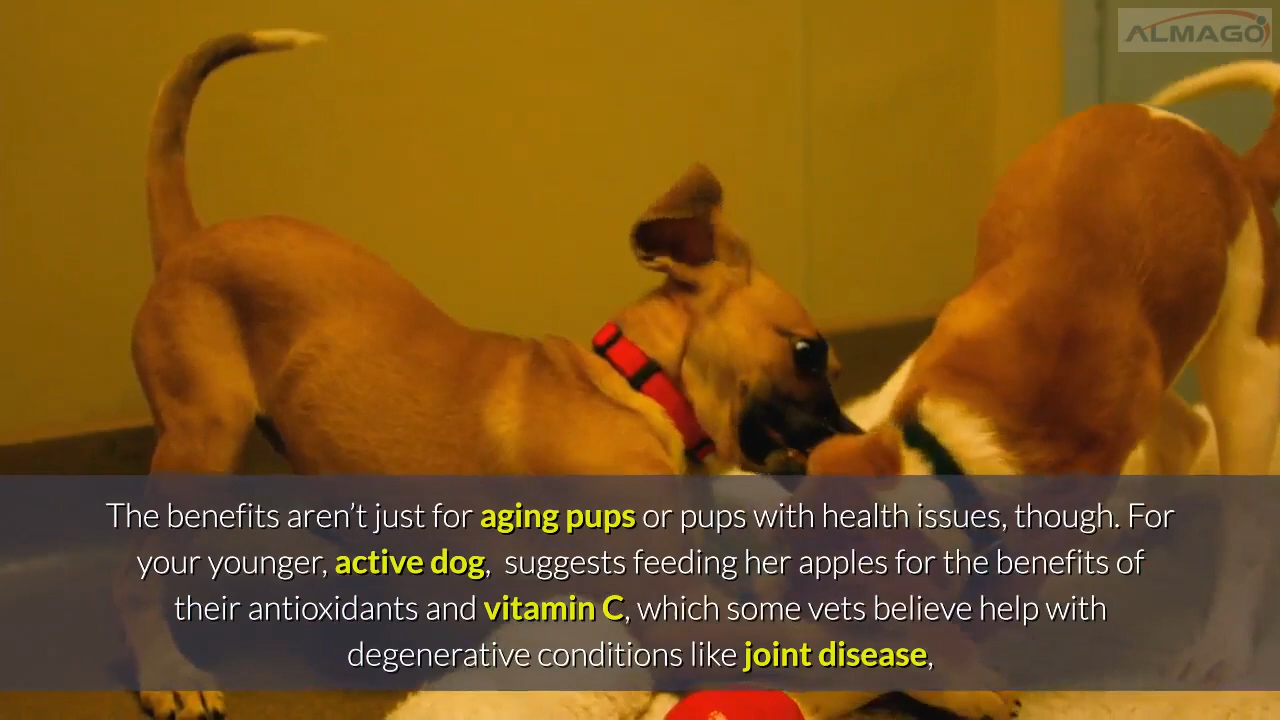 ALMAGO
The benefits aren't just for aging pups or pups with health issues, though. For
your younger, active dog,  suggests feeding her apples for the benefits of
their antioxidants and vitamin C, which some vets believe help with
degenerative conditions like joint disease,